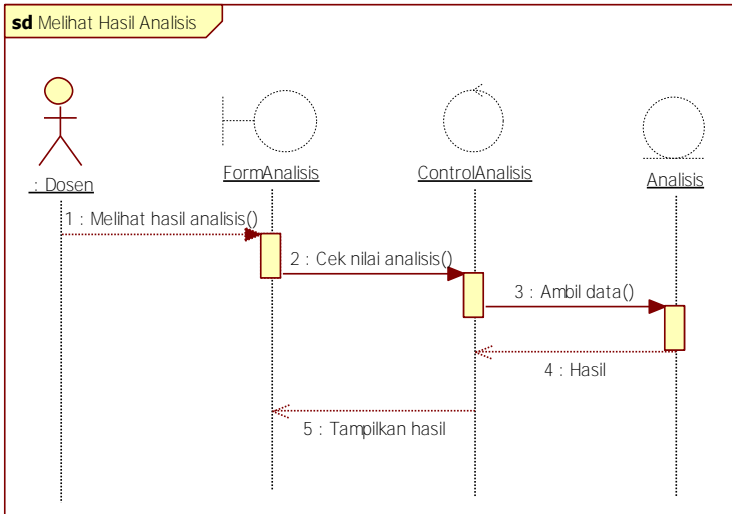 sd Melihat Hasil Analisis
: Dosen
FormAnalisis
ControlAnalisis
Analisis
1 : Melihat hasil analisis()
2 : Cek nilai analisis()
3 : Ambil data()
4 : Hasil
5 : Tampilkan hasil